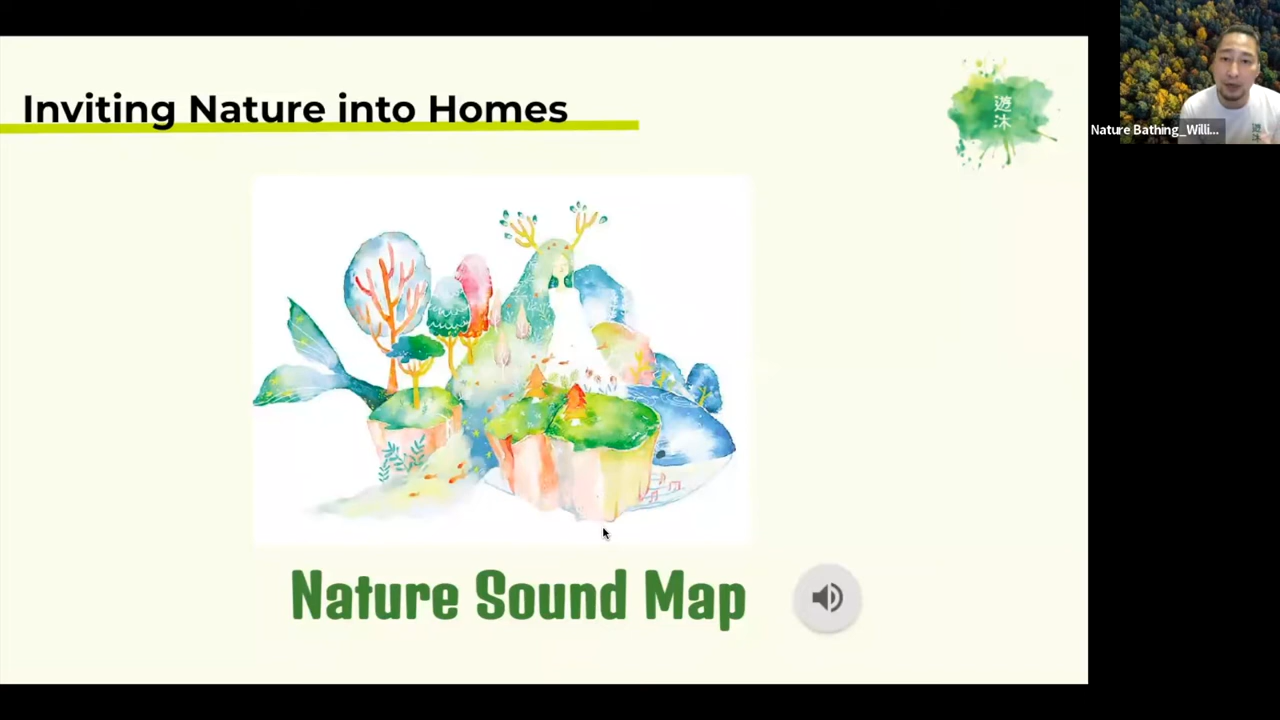 Inviting Nature into Homes
遊
沐
Nature Bathing_Willi...
Nature Sound Map